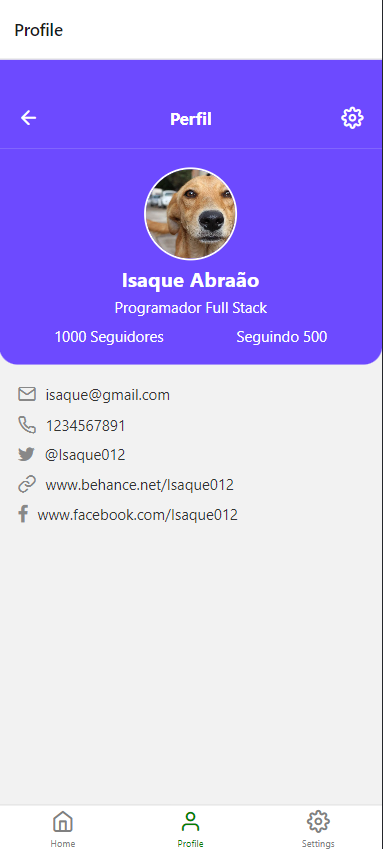 Profile
Perfil
Isaque Abraão
Programador Full Stack
1000 Seguidores Seguindo 500
isaque@gmail.com
1234567891
@Isaque012
www.behance.net/Isaque012
www.facebook.com/Isaque012
Home Profile Settings